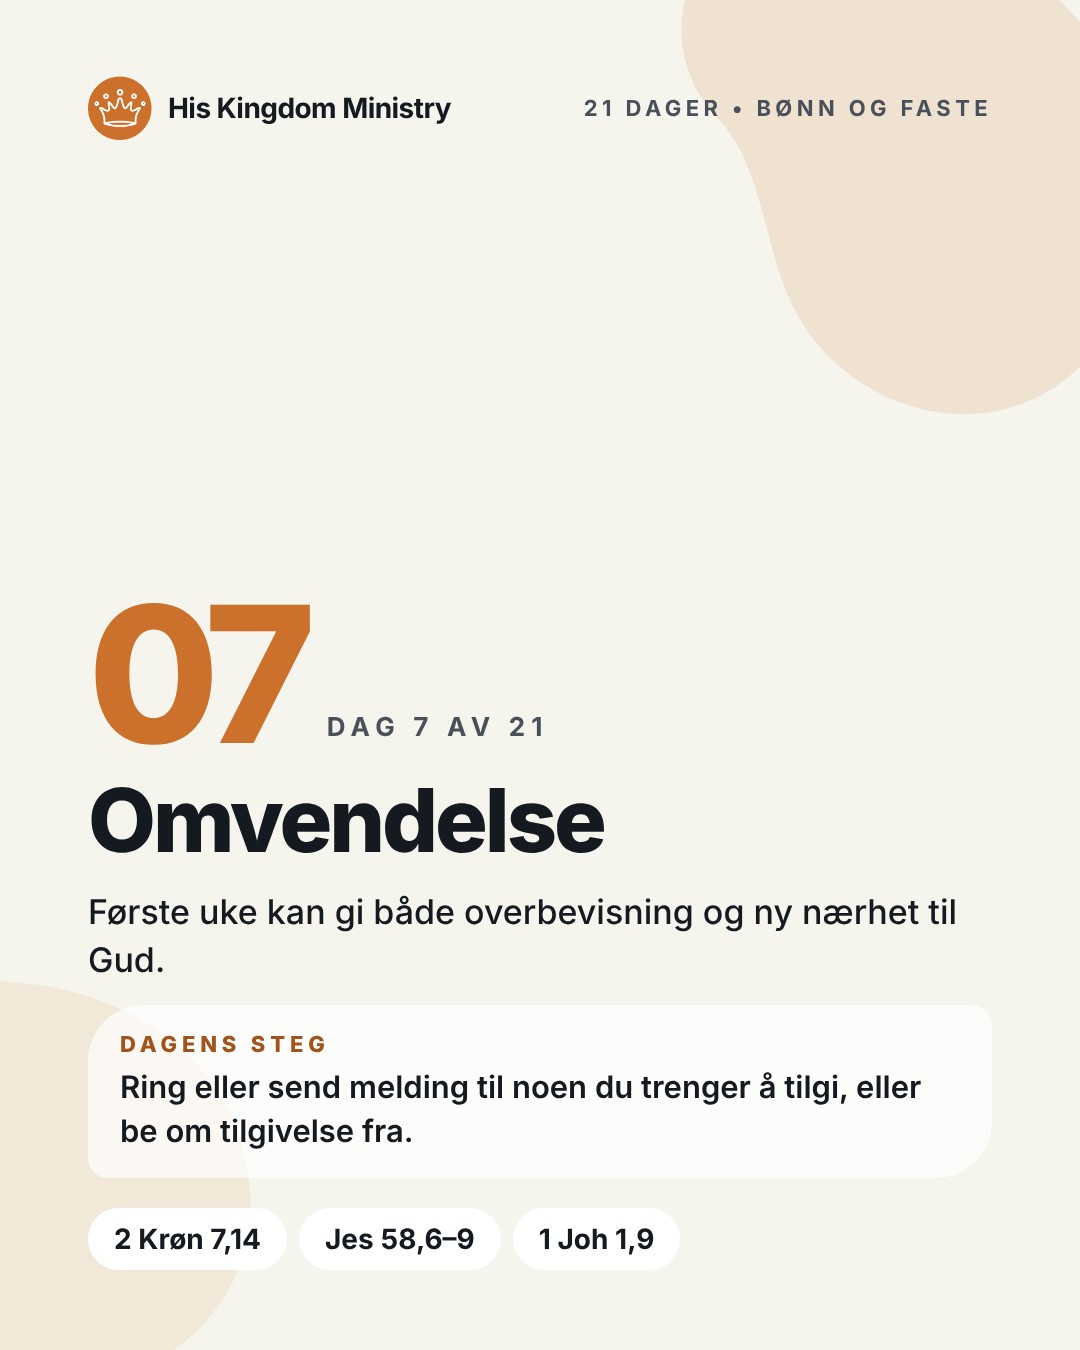 His Kingdom Ministry
21 DAGER • BØNN OG FASTE
07
DAG 7 AV 21
Omvendelse
Første uke kan gi både overbevisning og ny nærhet til
Gud.
DAGENS STEG
Ring eller send melding til noen du trenger å tilgi, eller
be om tilgivelse fra.
2 Krøn 7,14
Jes 58,6–9
1 Joh 1,9